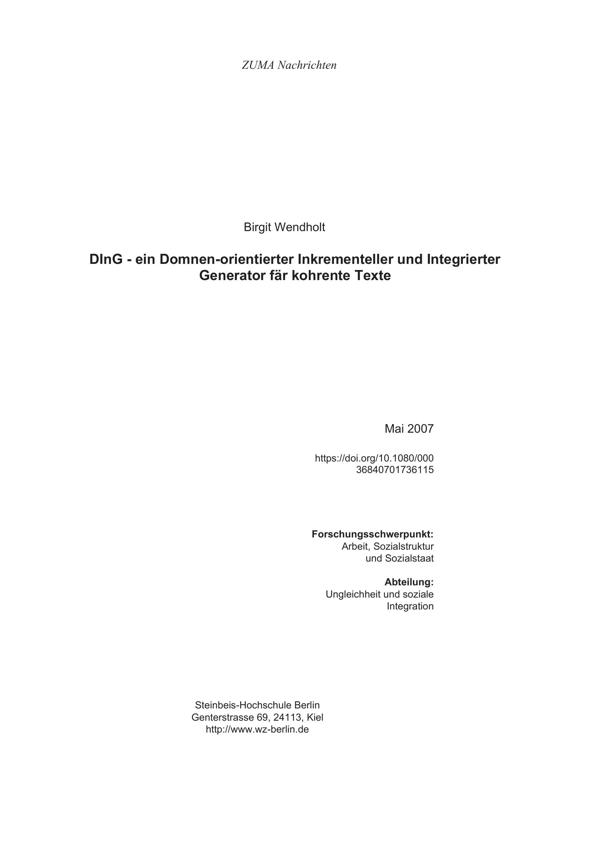 ZUMA Nachrichten
Birgit Wendholt
DInG - ein Domnen-orientierter Inkrementeller und Integrierter
Generator fär kohrente Texte
Mai 2007
https://doi.org/10.1080/000
36840701736115
Forschungsschwerpunkt:
Arbeit, Sozialstruktur
und Sozialstaat
Abteilung:
Ungleichheit und soziale
Integration
Steinbeis-Hochschule Berlin
Genterstrasse 69, 24113, Kiel
http://www.wz-berlin.de